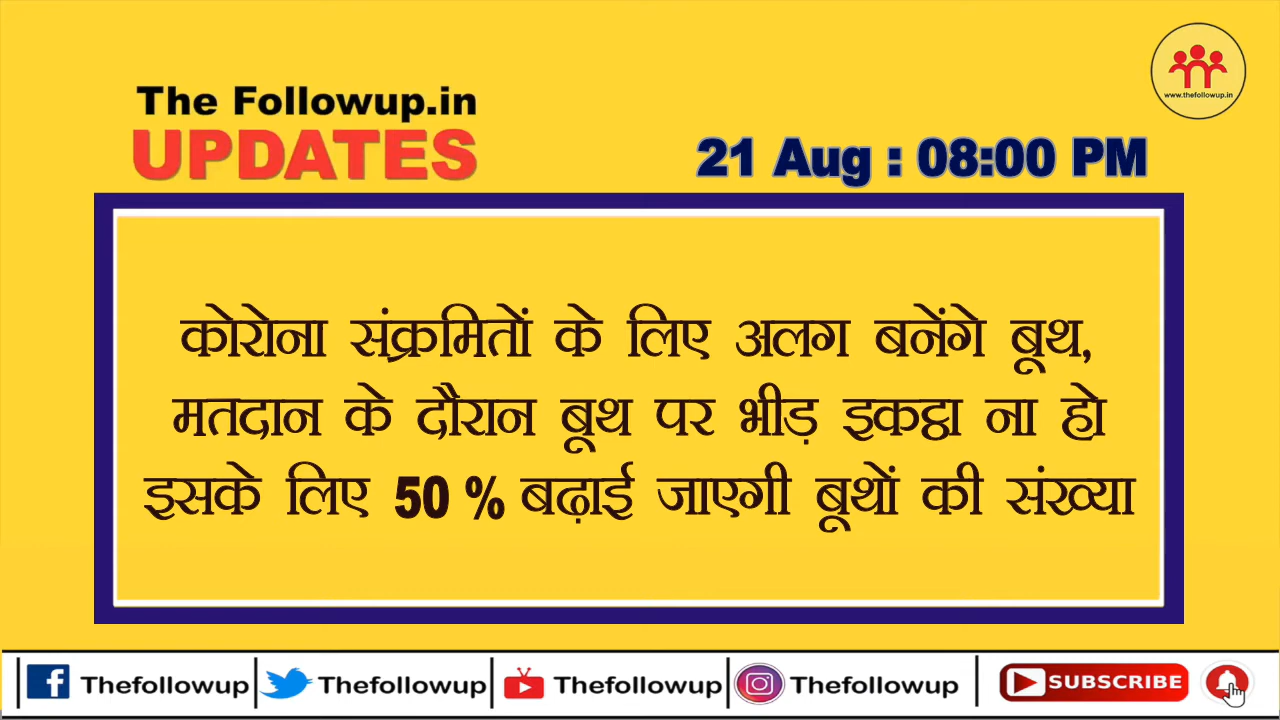 www.thefollowup.in
The Followup.in
UPDATES
21 Aug : 08:00 PM
कोरोना संक्रमितों के लिए अलग बनेंगे बूथ,
मतदान के दौरान बूथ पर भीड़ इकट्ठा ना हो
इसके लिए 50 % बढ़ाई जाएगी बूथों की संख्या
Thefollowup Thefollowup Thefollowup Thefollowup SUBSCRIBE